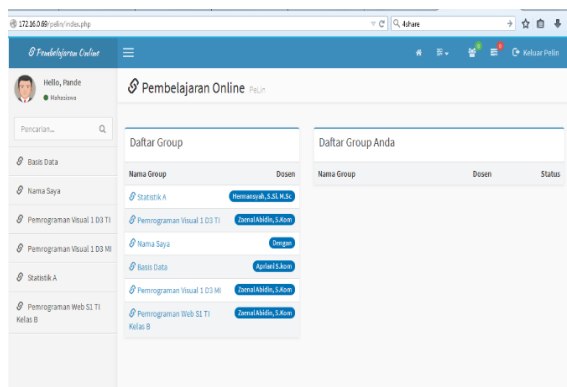 172.16.0.69/pelin/index.php
4share
Pembelajaran Online
Keluar Pelin
Hello, Pande
Mahasiswa
Pencarian...
Basis Data
Nama Saya
Pemrograman Visual 1 D3 TI
Pemrograman Visual 1 D3 MI
Statistik A
Pemrograman Web S1 TI
Kelas B
Pembelajaran Online PeLin
Daftar Group
Nama Group Dosen
Statistik A Hermansyah, S.Si. M.Sc
Pemrograman Visual 1 D3 TI Zaenal Abidin, S.Kom
Nama Saya Dengan
Basis Data Apriani S.Kom
Pemrograman Visual 1 D3 MI Zaenal Abidin, S.Kom
Pemrograman Web S1 TI Zaenal Abidin, S.Kom
Kelas B
Daftar Group Anda
Nama Group Dosen Status